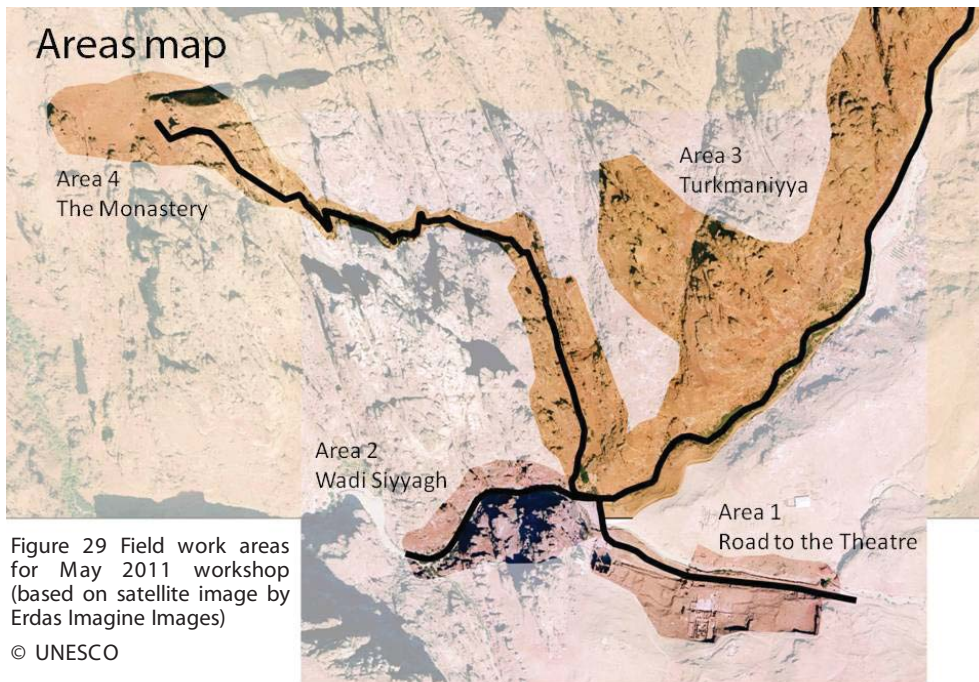 Areas map
Area 4
The Monastery
Area 3
Turkmaniyya
Area 2
Wadi Siyyagh
Area 1
Road to the Theatre
Figure 29 Field work areas
for May 2011 workshop
(based on satellite image by
Erdas Imagine Images)
© UNESCO